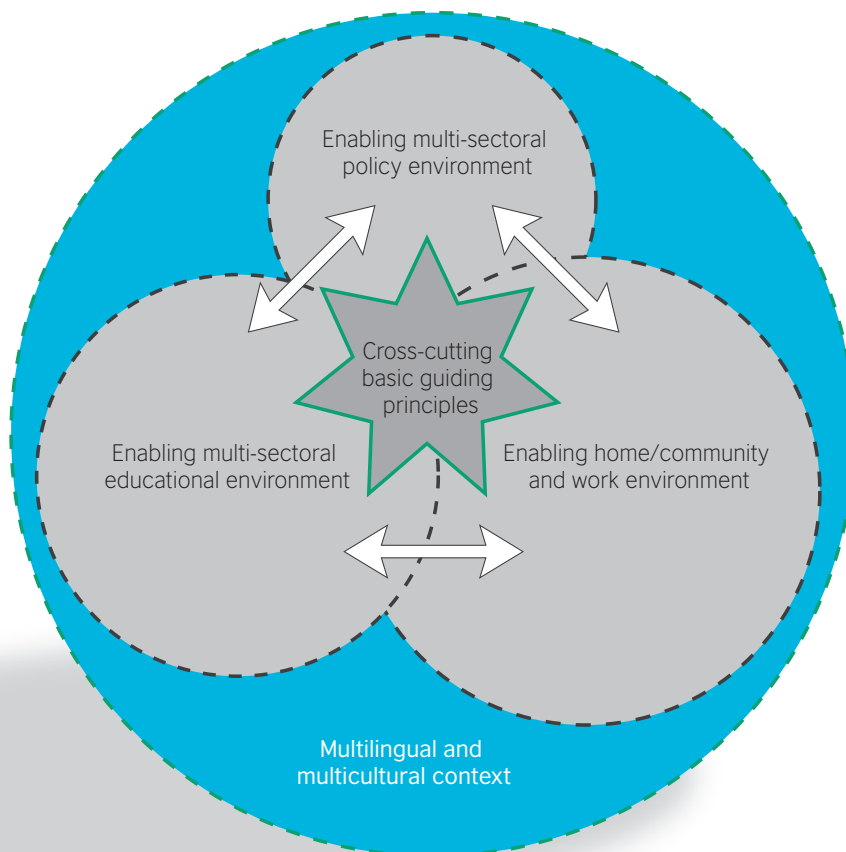 Enabling multi-sectoral
policy environment
Cross-cutting
basic guiding
principles
Enabling multi-sectoral
educational environment
Enabling home/community
and work environment
Multilingual and
multicultural context